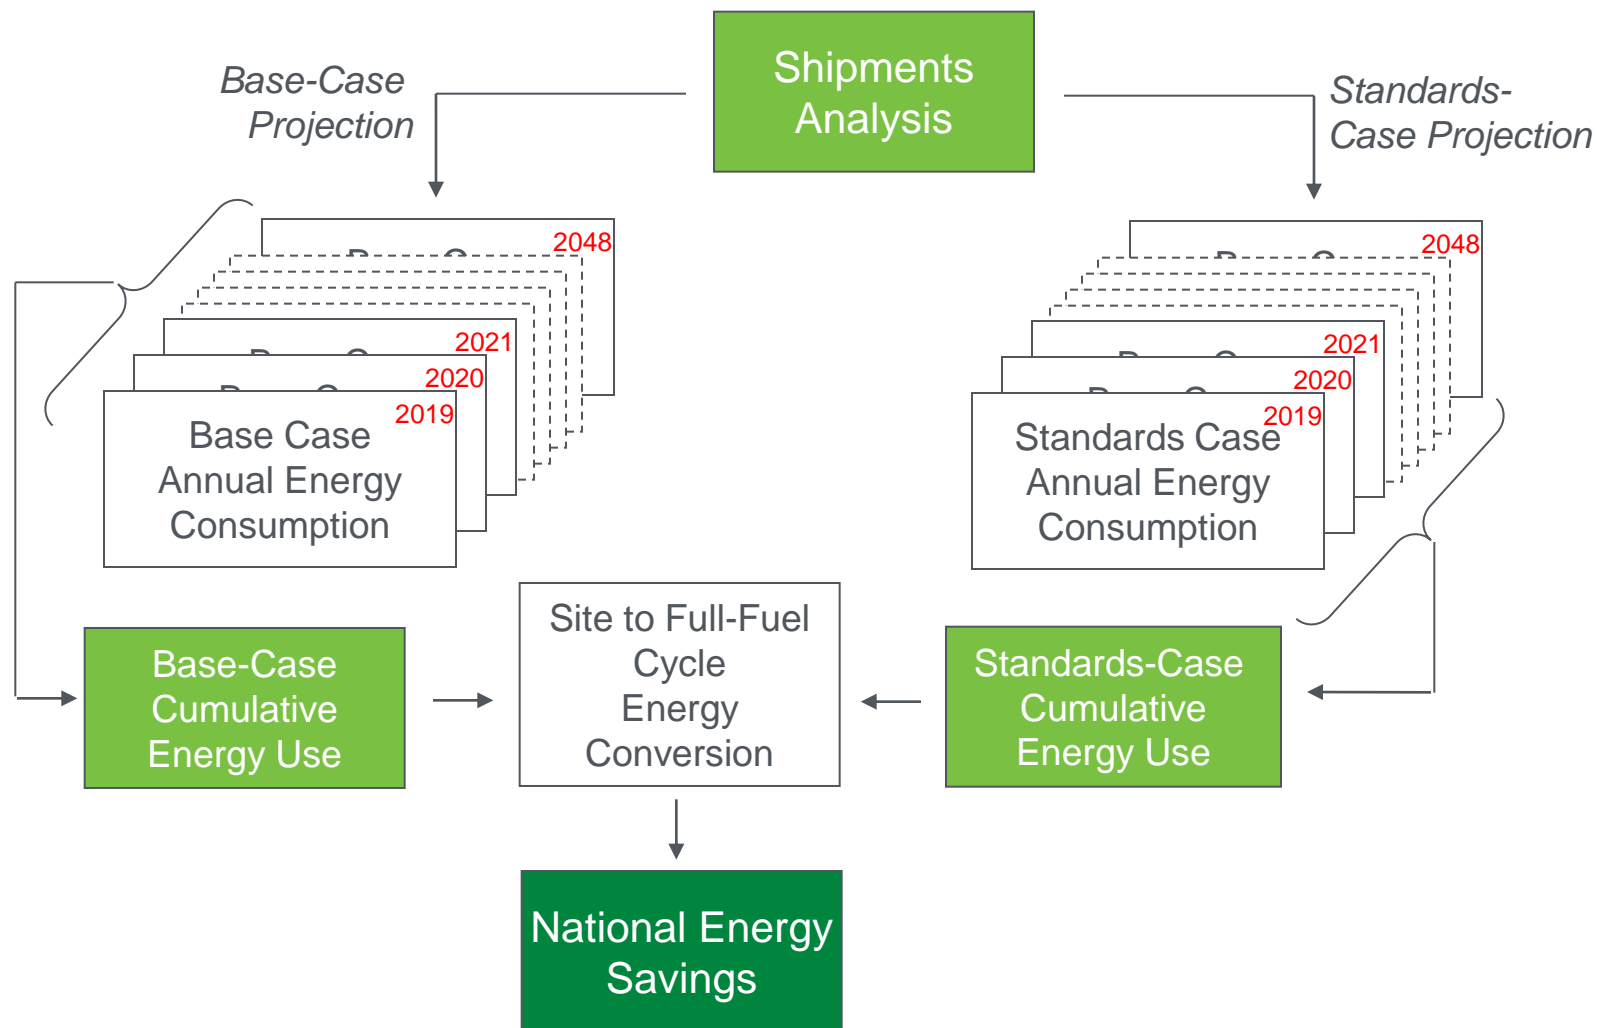 Shipments
Analysis
Base-Case
Projection
Standards-
Case Projection
2048
2021
2020
2019
Base Case
Annual Energy
Consumption
2048
2021
2020
2019
Standards Case
Annual Energy
Consumption
Base-Case
Cumulative
Energy Use
Site to Full-Fuel
Cycle
Energy
Conversion
Standards-Case
Cumulative
Energy Use
National Energy
Savings